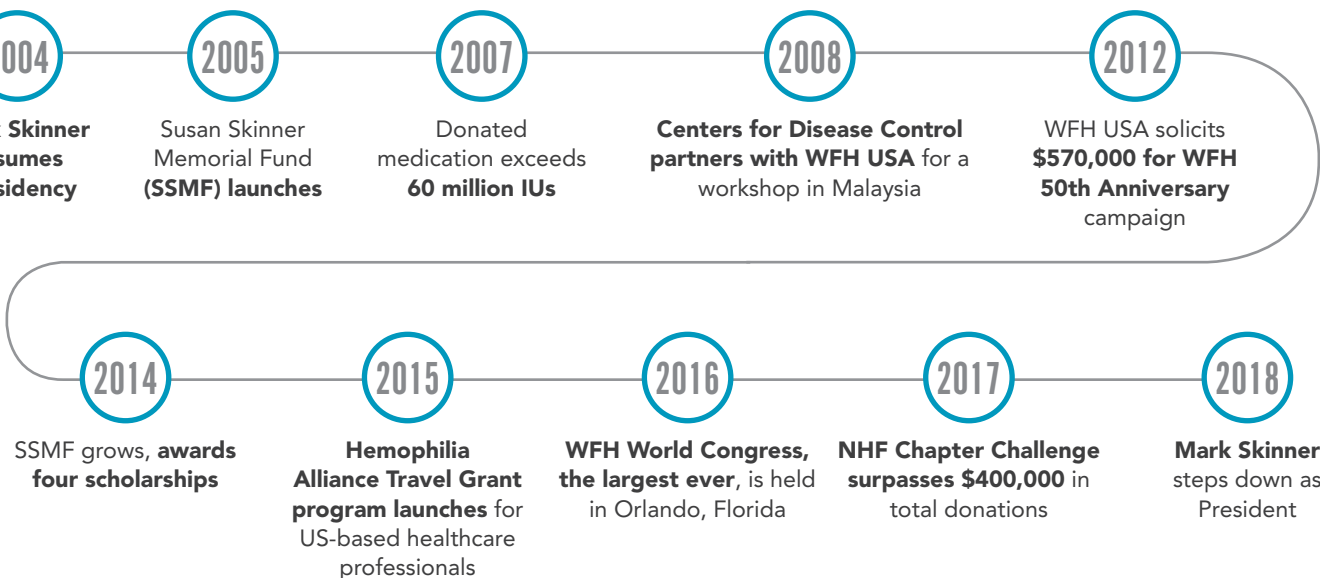 004
2005
2007
2008
2012
Skinner
sumes
sidency
Susan Skinner
Memorial Fund
(SSMF) launches
Donated
medication exceeds
60 million IUs
Centers for Disease Control
partners with WFH USA for a
workshop in Malaysia
WFH USA solicits
$570,000 for WFH
50th Anniversary
campaign
2014
2015
2016
2017
2018
SSMF grows, awards
four scholarships
Hemophilia
Alliance Travel Grant
program launches for
US-based healthcare
professionals
WFH World Congress,
the largest ever, is held
in Orlando, Florida
NHF Chapter Challenge
surpasses $400,000 in
total donations
Mark Skinner
steps down as
President